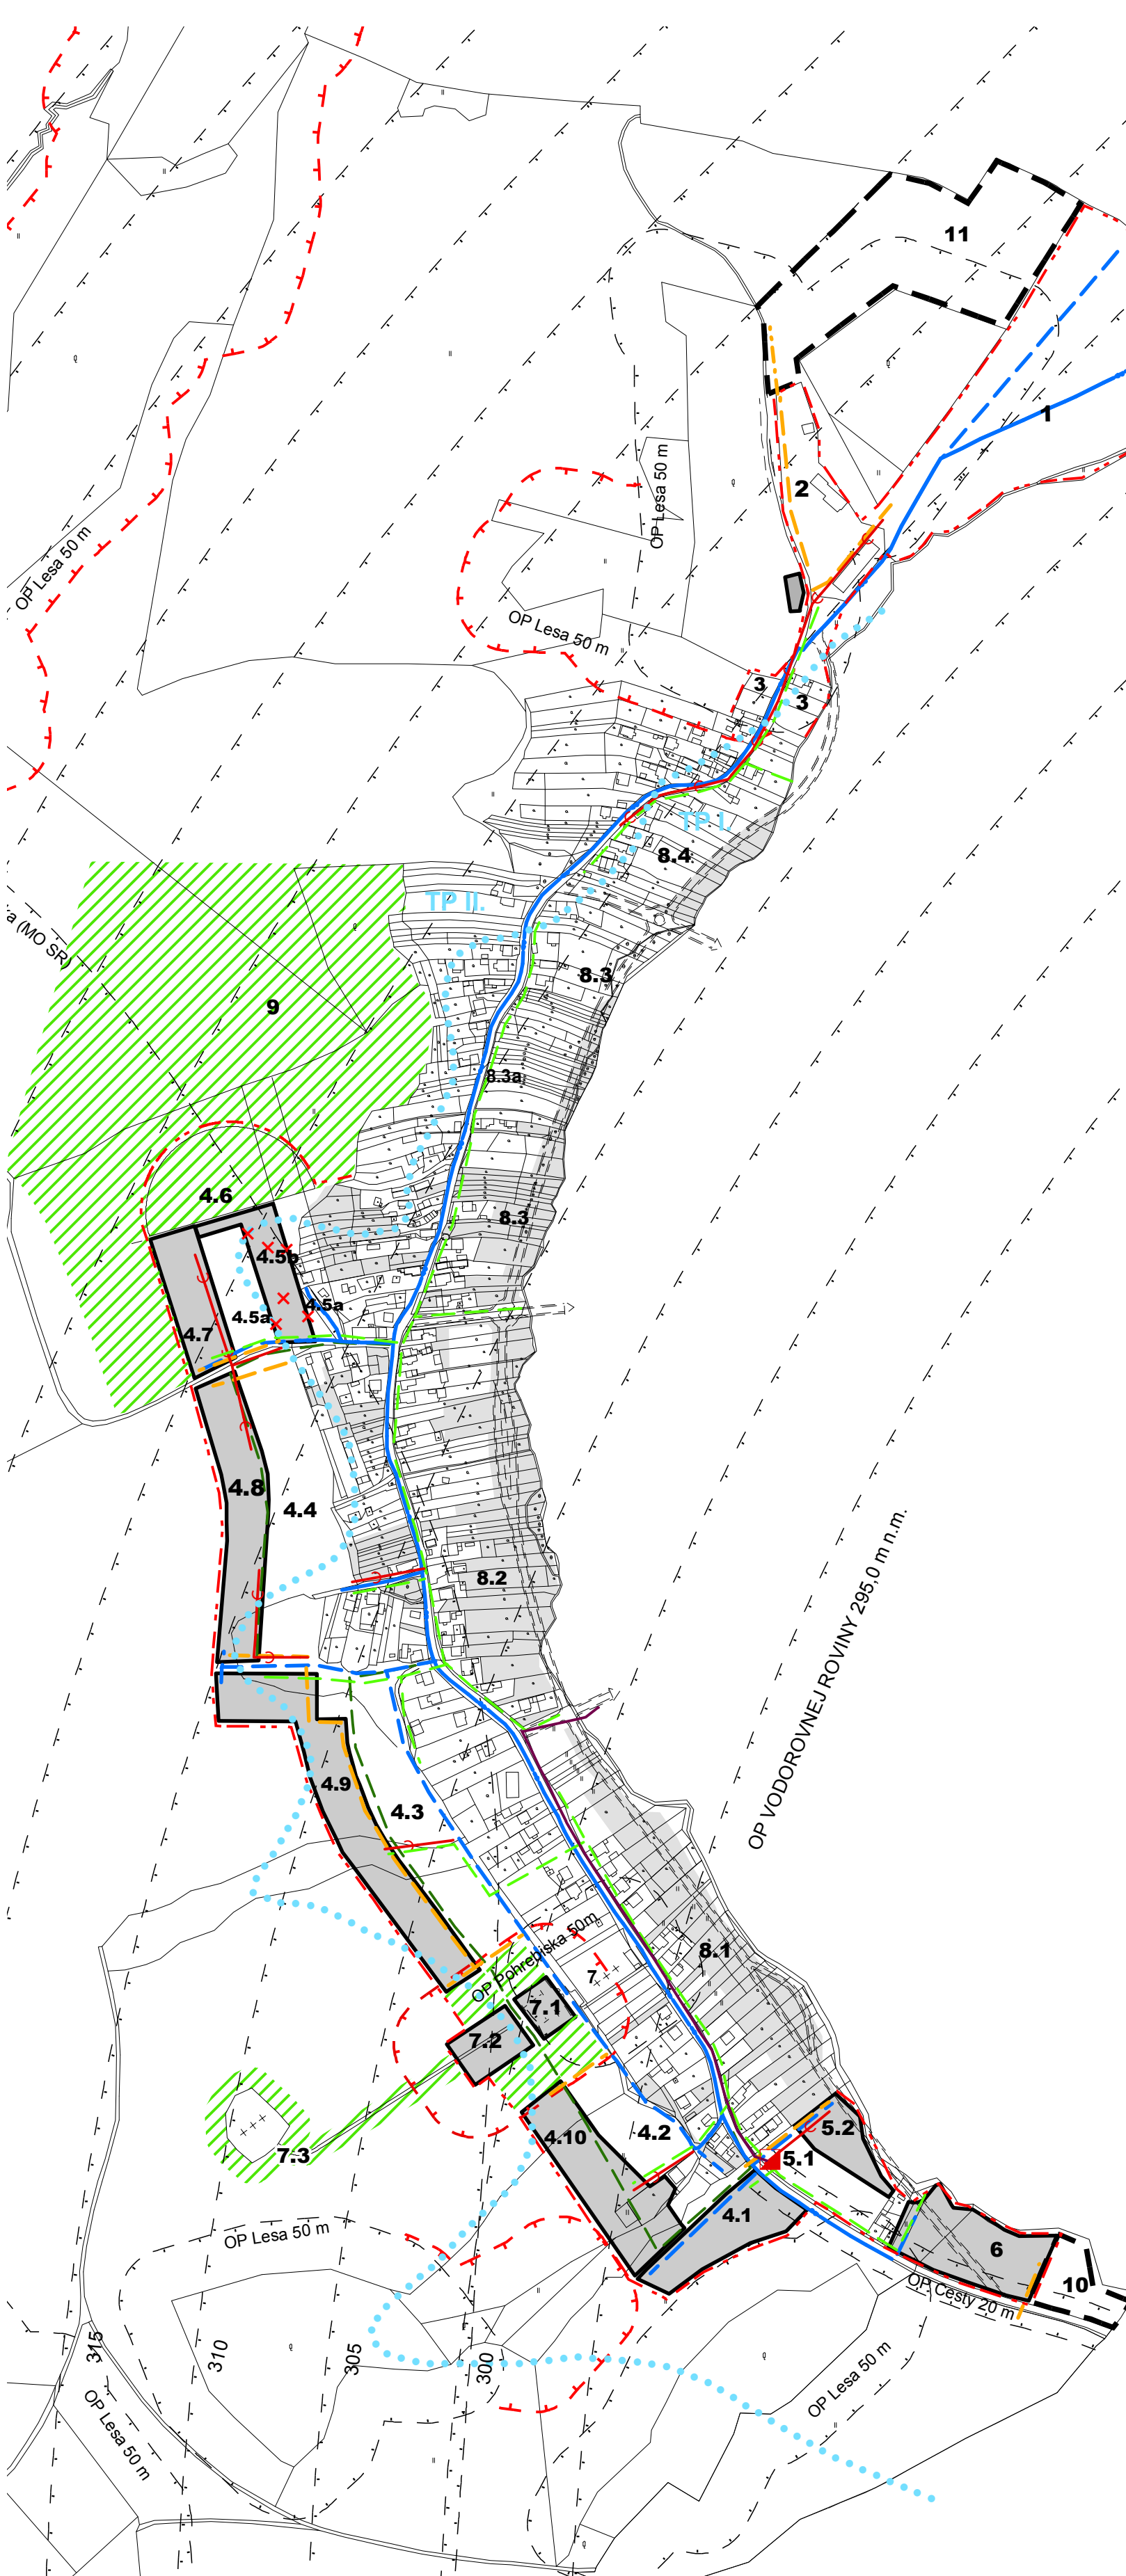 11
1
2
OP Lesa 50 m
OP Lesa 50 m
OP Lesa 50 m
3
3
TP I.
8.4
TP II.
a (MO SR)
8.3
9
8.3a
4.6
8.3
4.5b
4.5a
4.5a
4.7
4.8
4.4
8.2
OP VODOROVNEJ ROVINY 295,0 m n.m.
4.9
4.3
OP Pohrebiska 50m
8.1
7
7.1
7.2
4.10
4.2
5.2
5.1
7.3
4.1
OP Lesa 50 m
6
10
OP Cesty 20 m
315
310
305
300
OP Lesa 50 m
OP Lesa 50 m